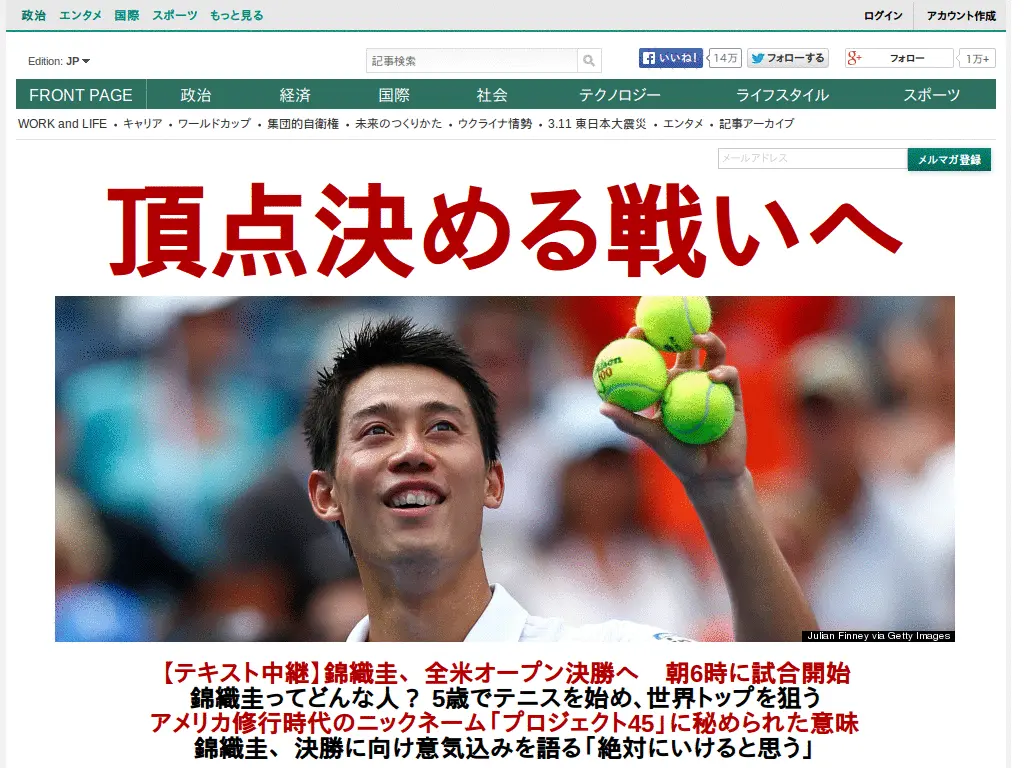 政治 エンタメ 国際 スポーツ もっと見る ログイン アカウント作成
Edition: JP 記事検索 いいね! 14万 フォローする g+ フォロー 1万+
FRONT PAGE 政治 経済 国際 社会 テクノロジー ライフスタイル スポーツ
WORK and LIFE • キャリア • ワールドカップ • 集団的自衛権 • 未来のつくりかた • ウクライナ情勢 • 3.11 東日本大震災 • エンタメ • 記事アーカイブ
メールアドレス メルマガ登録
頂点決める戦いへ
Julian Finney via Getty Images
【テキスト中継】錦織圭、全米オープン決勝へ 朝6時に試合開始
錦織圭ってどんな人？ 5歳でテニスを始め、世界トップを狙う
アメリカ修行時代のニックネーム「プロジェクト45」に秘められた意味
錦織圭、決勝に向け意気込みを語る「絶対にいけると思う」